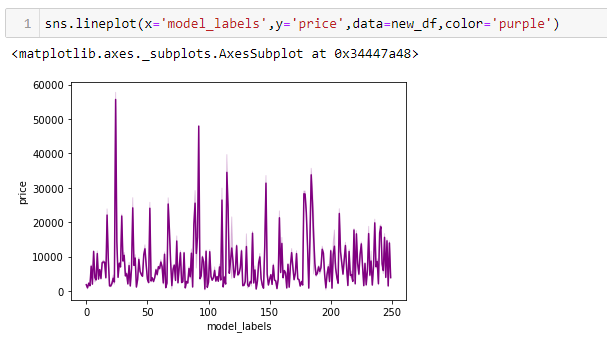 1 sns.lineplot(x='model_labels',y='price',data=new_df,color='purple')
<matplotlib.axes._subplots.AxesSubplot at 0x34447a48>
60000
50000
40000
30000
20000
10000
0
price
0 50 100 150 200 250
model_labels